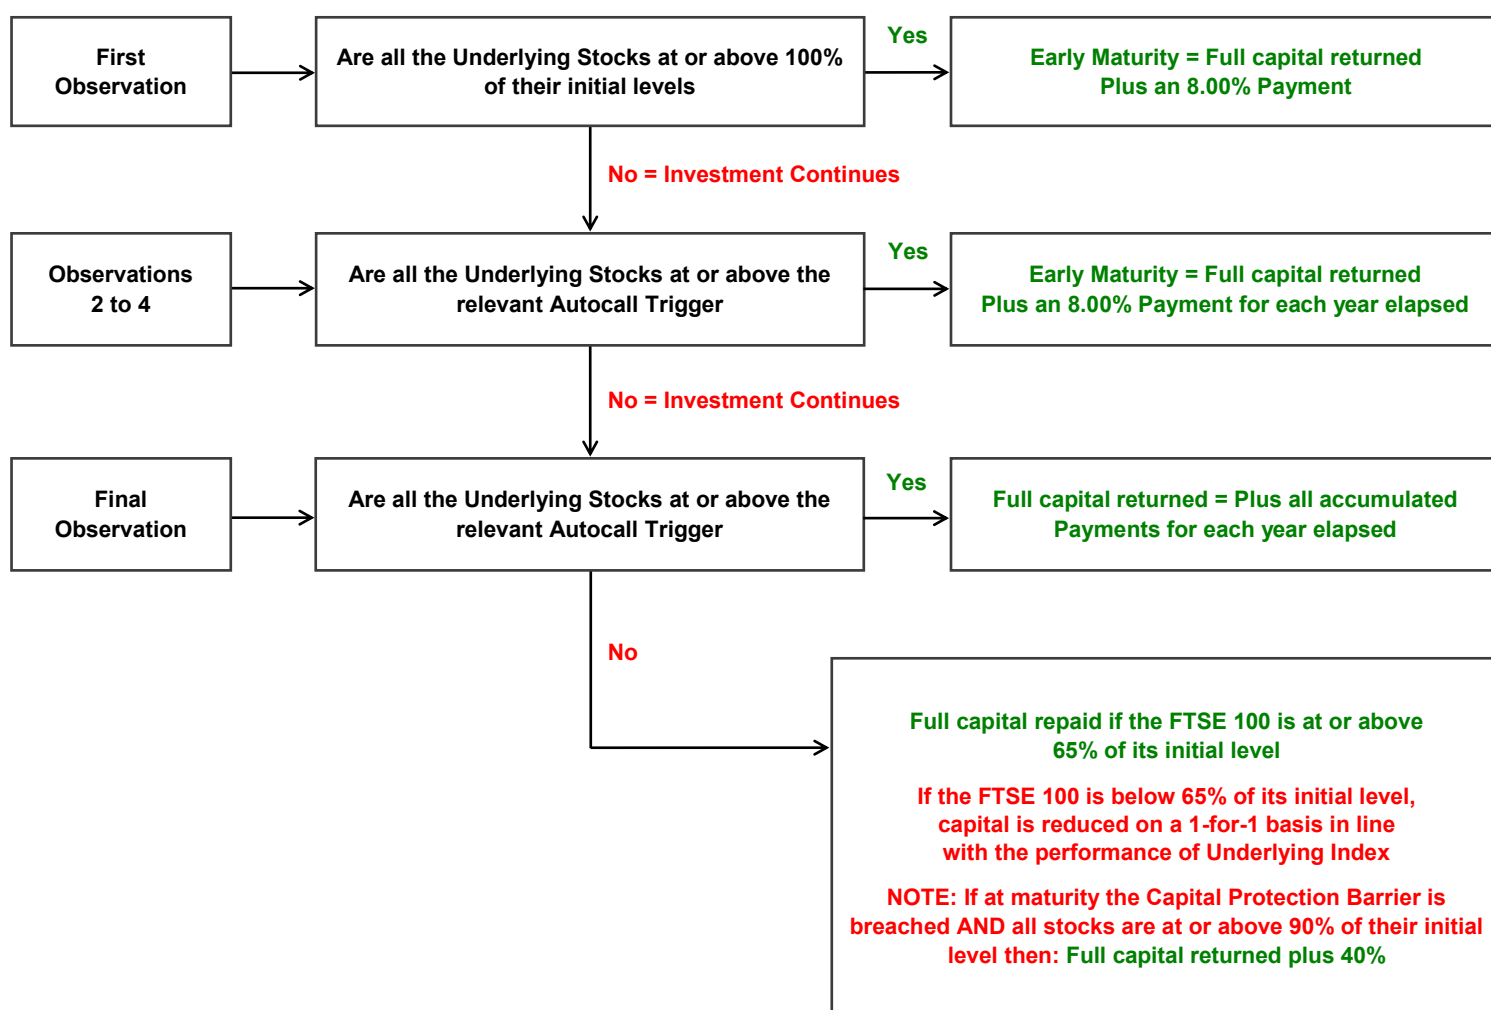 First
Observation
Are all the Underlying Stocks at or above 100%
of their initial levels
Yes
Early Maturity = Full capital returned
Plus an 8.00% Payment
No = Investment Continues
Observations
2 to 4
Are all the Underlying Stocks at or above the
relevant Autocall Trigger
Yes
Early Maturity = Full capital returned
Plus an 8.00% Payment for each year elapsed
No = Investment Continues
Final
Observation
Are all the Underlying Stocks at or above the
relevant Autocall Trigger
Yes
Full capital returned = Plus all accumulated
Payments for each year elapsed
No
Full capital repaid if the FTSE 100 is at or above
65% of its initial level
If the FTSE 100 is below 65% of its initial level,
capital is reduced on a 1-for-1 basis in line
with the performance of Underlying Index
NOTE: If at maturity the Capital Protection Barrier is
breached AND all stocks are at or above 90% of their initial
level then: Full capital returned plus 40%